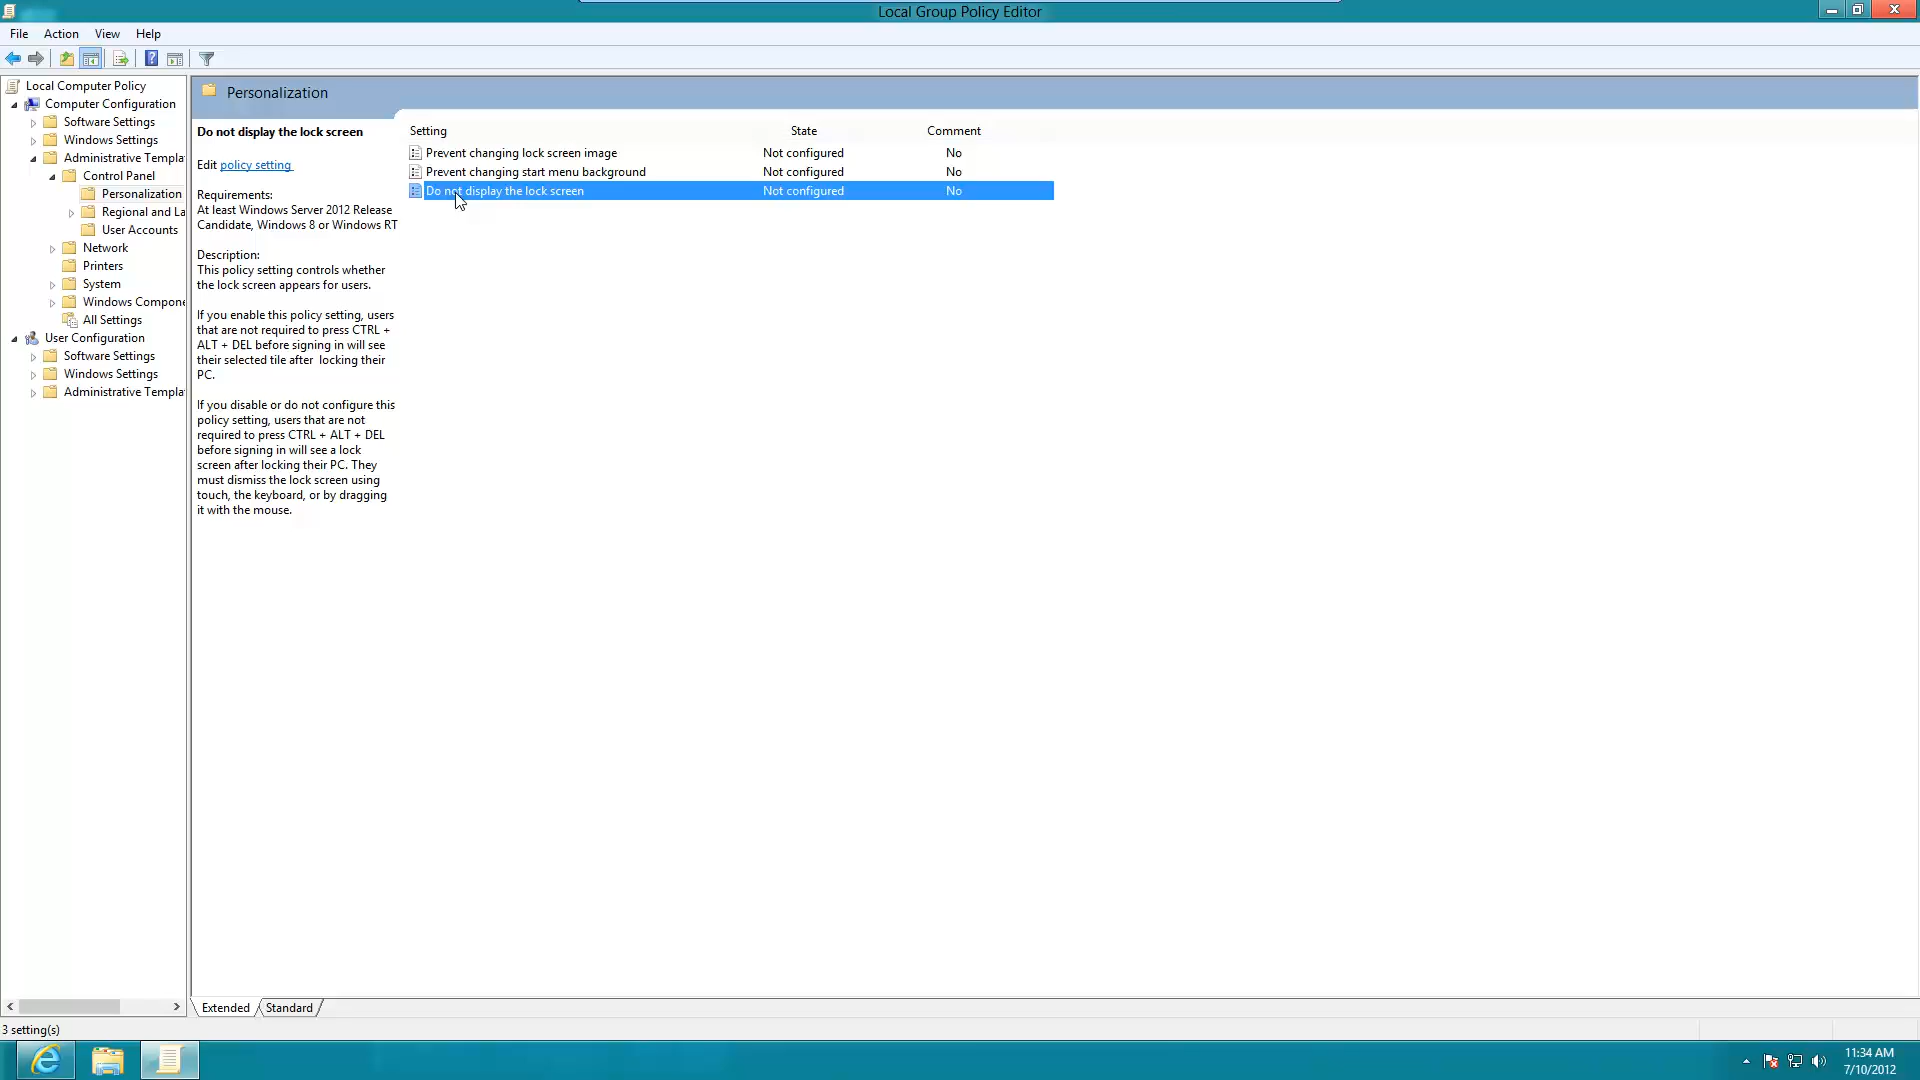 Local Group Policy Editor
File Action View Help
Local Computer Policy
Computer Configuration
Software Settings
Windows Settings
Administrative Templa
Control Panel
Personalization
Regional and La
User Accounts
Network
Printers
System
Windows Compone
All Settings
User Configuration
Software Settings
Windows Settings
Administrative Templa
Personalization
Do not display the lock screen
Edit policy setting
Requirements:
At least Windows Server 2012 Release
Candidate, Windows 8 or Windows RT
Description:
This policy setting controls whether
the lock screen appears for users.
If you enable this policy setting, users
that are not required to press CTRL +
ALT + DEL before signing in will see
their selected tile after locking their
PC.
If you disable or do not configure this
policy setting, users that are not
required to press CTRL + ALT + DEL
before signing in will see a lock
screen after locking their PC. They
must dismiss the lock screen using
touch, the keyboard, or by dragging
it with the mouse.
Setting State Comment
Prevent changing lock screen image Not configured No
Prevent changing start menu background Not configured No
Do not display the lock screen Not configured No
Extended Standard
3 setting(s)
11:34 AM
7/10/2012